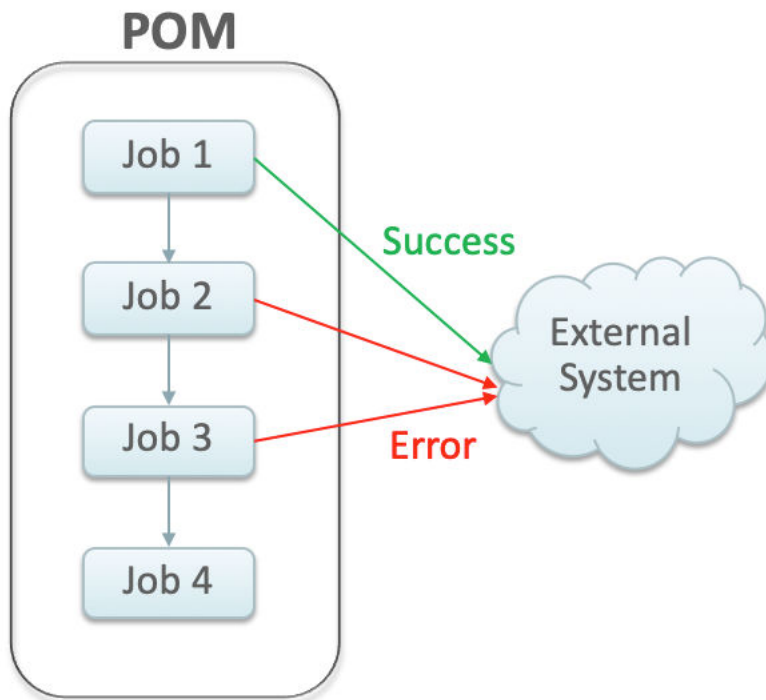 POM
Job 1
Success
Job 2
External
System
Job 3
Error
Job 4